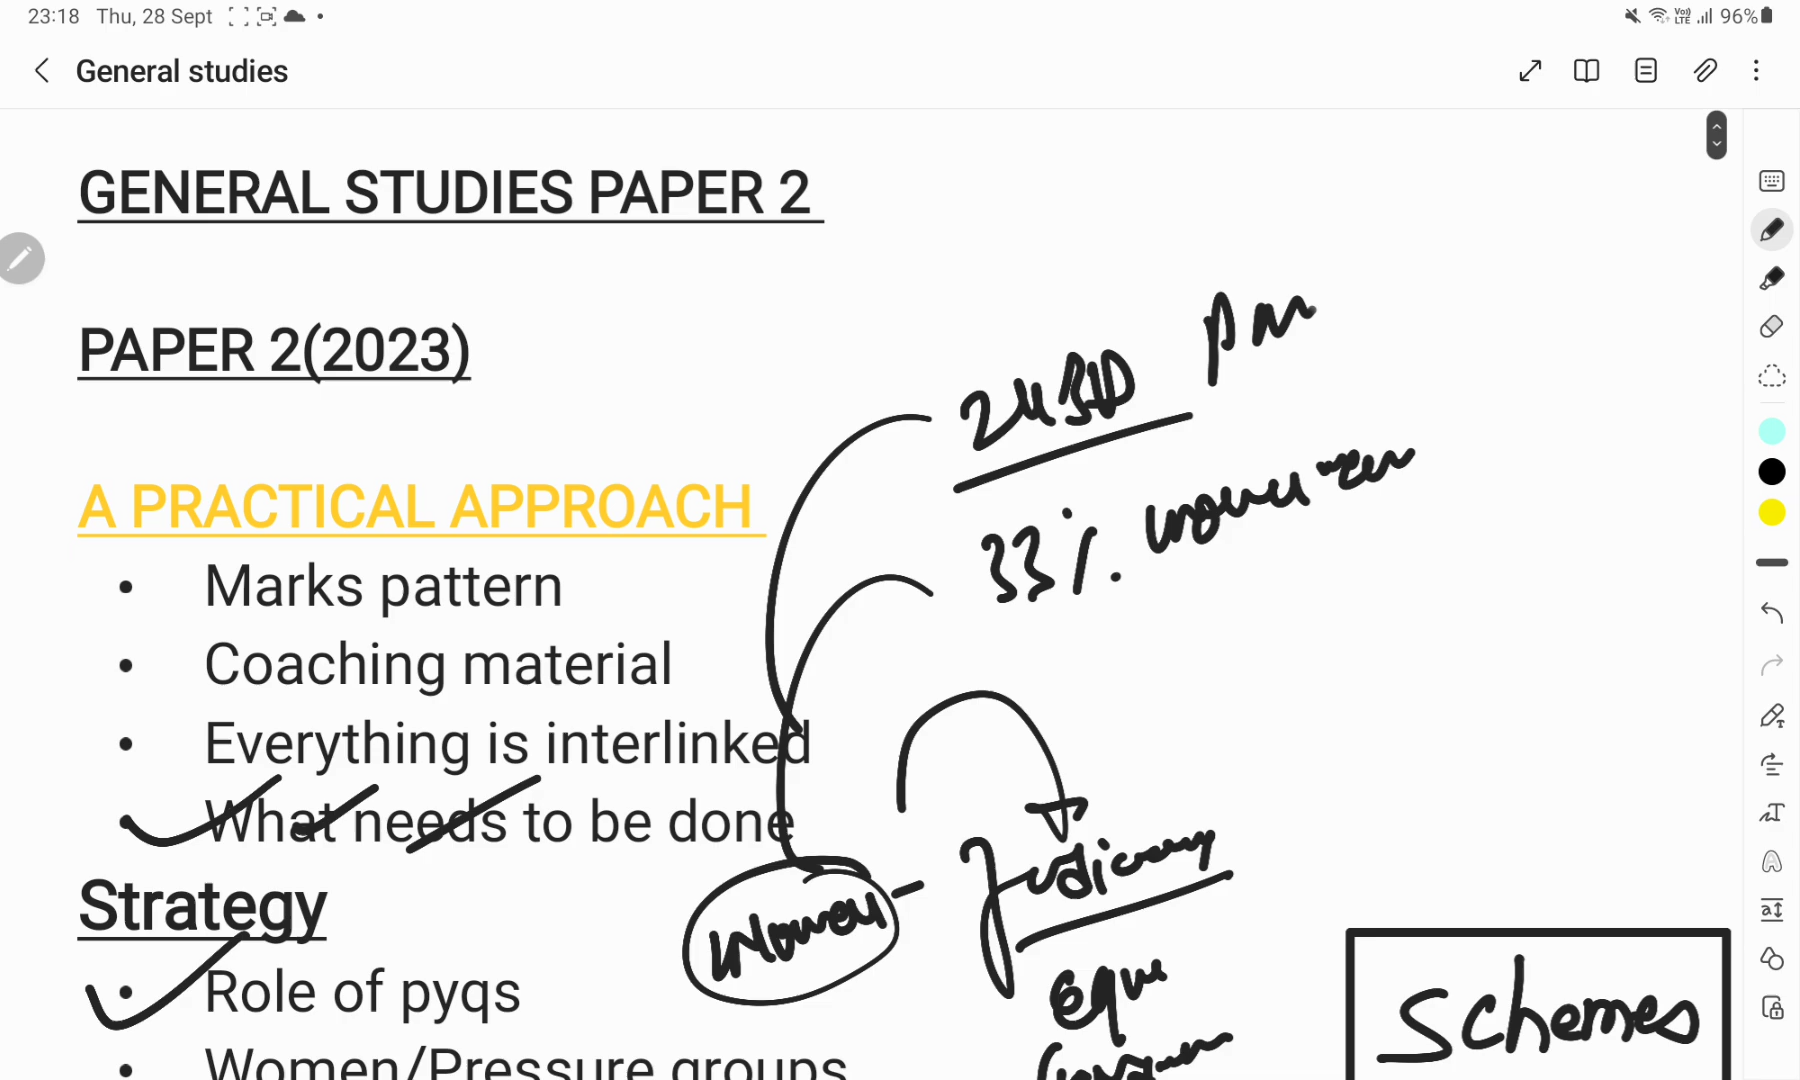 23:18 Thu, 28 Sept 96%
General studies
GENERAL STUDIES PAPER 2
PAPER 2(2023)
A PRACTICAL APPROACH
• Marks pattern
• Coaching material
• Everything is interlinked
• What needs to be done
Strategy
• Role of pyqs
• Women/Pressure groups
33%.
Women - Judiciary
Schemes